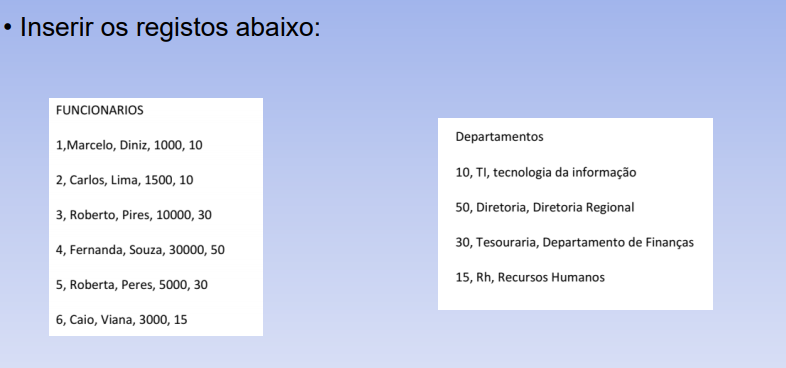 • Inserir os registos abaixo:
FUNCIONARIOS
1,Marcelo, Diniz, 1000, 10
2, Carlos, Lima, 1500, 10
3, Roberto, Pires, 10000, 30
4, Fernanda, Souza, 30000, 50
5, Roberta, Peres, 5000, 30
6, Caio, Viana, 3000, 15
Departamentos
10, TI, tecnologia da informação
50, Diretoria, Diretoria Regional
30, Tesouraria, Departamento de Finanças
15, Rh, Recursos Humanos